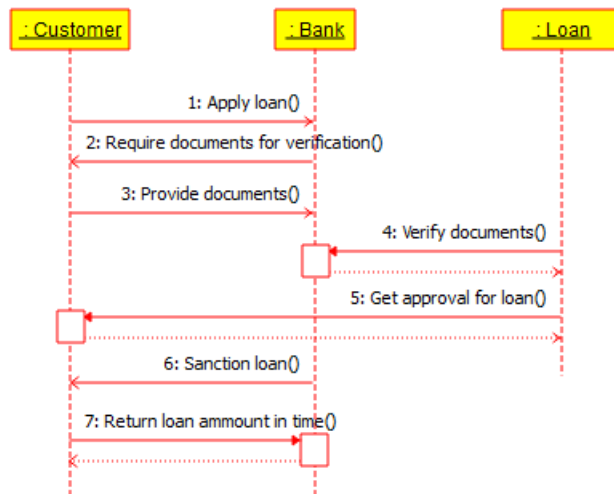 : Customer
: Bank
: Loan
1: Apply loan()
2: Require documents for verification()
3: Provide documents()
4: Verify documents()
5: Get approval for loan()
6: Sanction loan()
7: Return loan ammount in time()